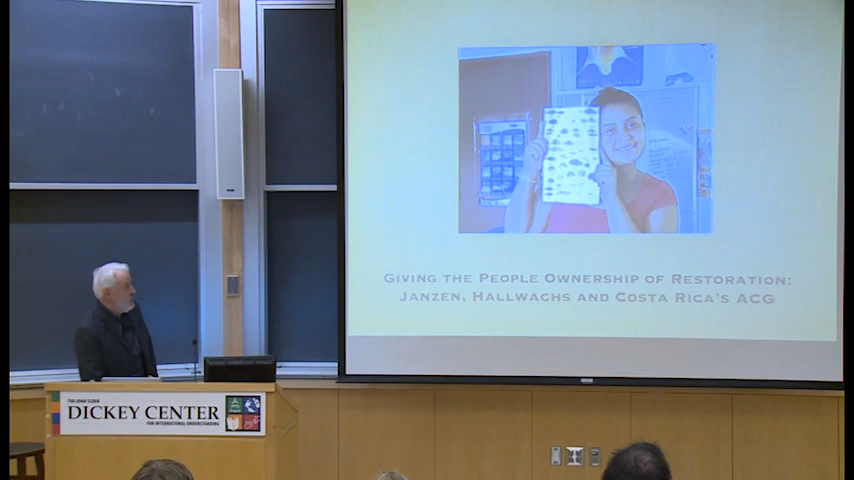 GIVING THE PEOPLE OWNERSHIP OF RESTORATION:
JANZEN, HALLWACHS AND COSTA RICA'S ACG
THE JOHN SLOAN
DICKEY CENTER
FOR INTERNATIONAL UNDERSTANDING